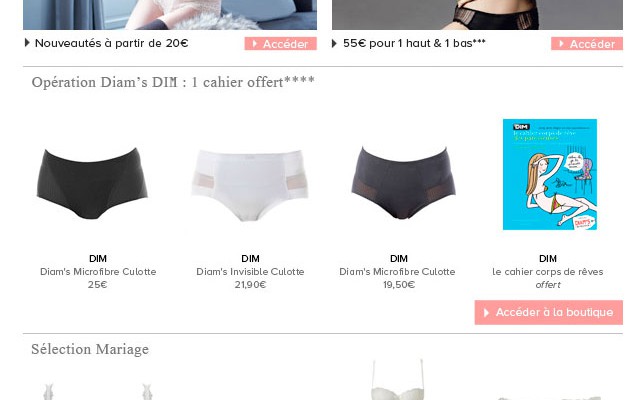 Nouveautés à partir de 20€
Accéder
55€ pour 1 haut & 1 bas***
Accéder
Opération Diam's DIM : 1 cahier offert****
DIM
DIM
Diam's Microfibre Culotte
25€
DIM
Diam's Invisible Culotte
21,90€
DIM
Diam's Microfibre Culotte
19,50€
DIM
le cahier corps de rêves
offert
Accéder à la boutique
Sélection Mariage